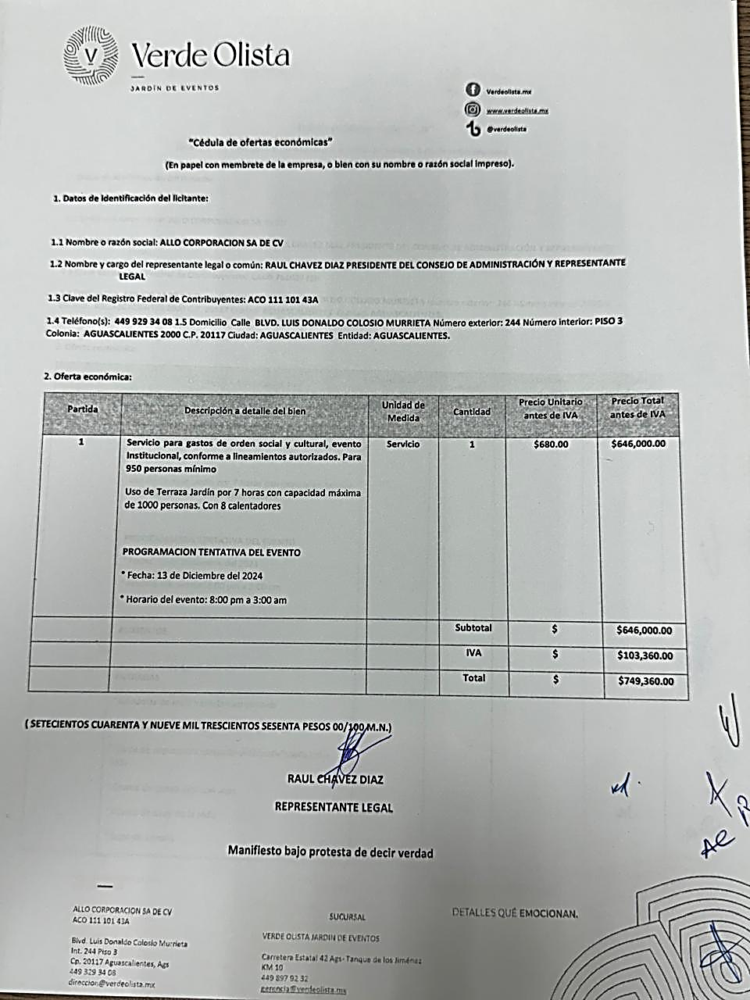 V
Verde Olista
JARDÍN DE EVENTOS
Verdeolista.mx
www.verdeolista.mx
@verdeolista
"Cédula de ofertas económicas"
(En papel con membrete de la empresa, o bien con su nombre o razón social impreso).
1. Datos de identificación del licitante:
1.1 Nombre o razón social: ALLO CORPORACION SA DE CV
1.2 Nombre y cargo del representante legal o común: RAUL CHAVEZ DIAZ PRESIDENTE DEL CONSEJO DE ADMINISTRACIÓN Y REPRESENTANTE
LEGAL
1.3 Clave del Registro Federal de Contribuyentes: ACO 111 101 43A
1.4 Teléfono(s): 449 929 34 08 1.5 Domicilio Calle BLVD. LUIS DONALDO COLOSIO MURRIETA Número exterior: 244 Número interior: PISO 3
Colonia: AGUASCALIENTES 2000 C.P. 20117 Ciudad: AGUASCALIENTES Entidad: AGUASCALIENTES.
2. Oferta económica:
Partida Descripción a detalle del bien Unidad de Medida Cantidad Precio Unitario antes de IVA Precio Total antes de IVA
1 Servicio para gastos de orden social y cultural, evento Servicio 1 $680.00 $646,000.00
Institucional, conforme a lineamientos autorizados. Para
950 personas mínimo
Uso de Terraza Jardín por 7 horas con capacidad máxima
de 1000 personas. Con 8 calentadores
PROGRAMACION TENTATIVA DEL EVENTO
* Fecha: 13 de Diciembre del 2024
* Horario del evento: 8:00 pm a 3:00 am
Subtotal $ $646,000.00
IVA $ $103,360.00
Total $ $749,360.00
( SETECIENTOS CUARENTA Y NUEVE MIL TRESCIENTOS SESENTA PESOS 00/100 M.N.)
RAUL CHAVEZ DIAZ
REPRESENTANTE LEGAL
Manifiesto bajo protesta de decir verdad
ALLO CORPORACION SA DE CV
ACO 111 101 43A
Blvd. Luis Donaldo Colosio Murrieta
Int. 244 Piso 3
Cp. 20117 Aguascalientes, Ags
449 329 34 08
direccion@verdeolista.mx
SUCURSAL
VERDE OLISTA JARDIN DE EVENTOS
Carretera Estatal 42 Ags- Tanque de los Jiménez
KM 10
449 897 92 32
gerencia@verdeolista.mx
DETALLES QUÉ EMOCIONAN.